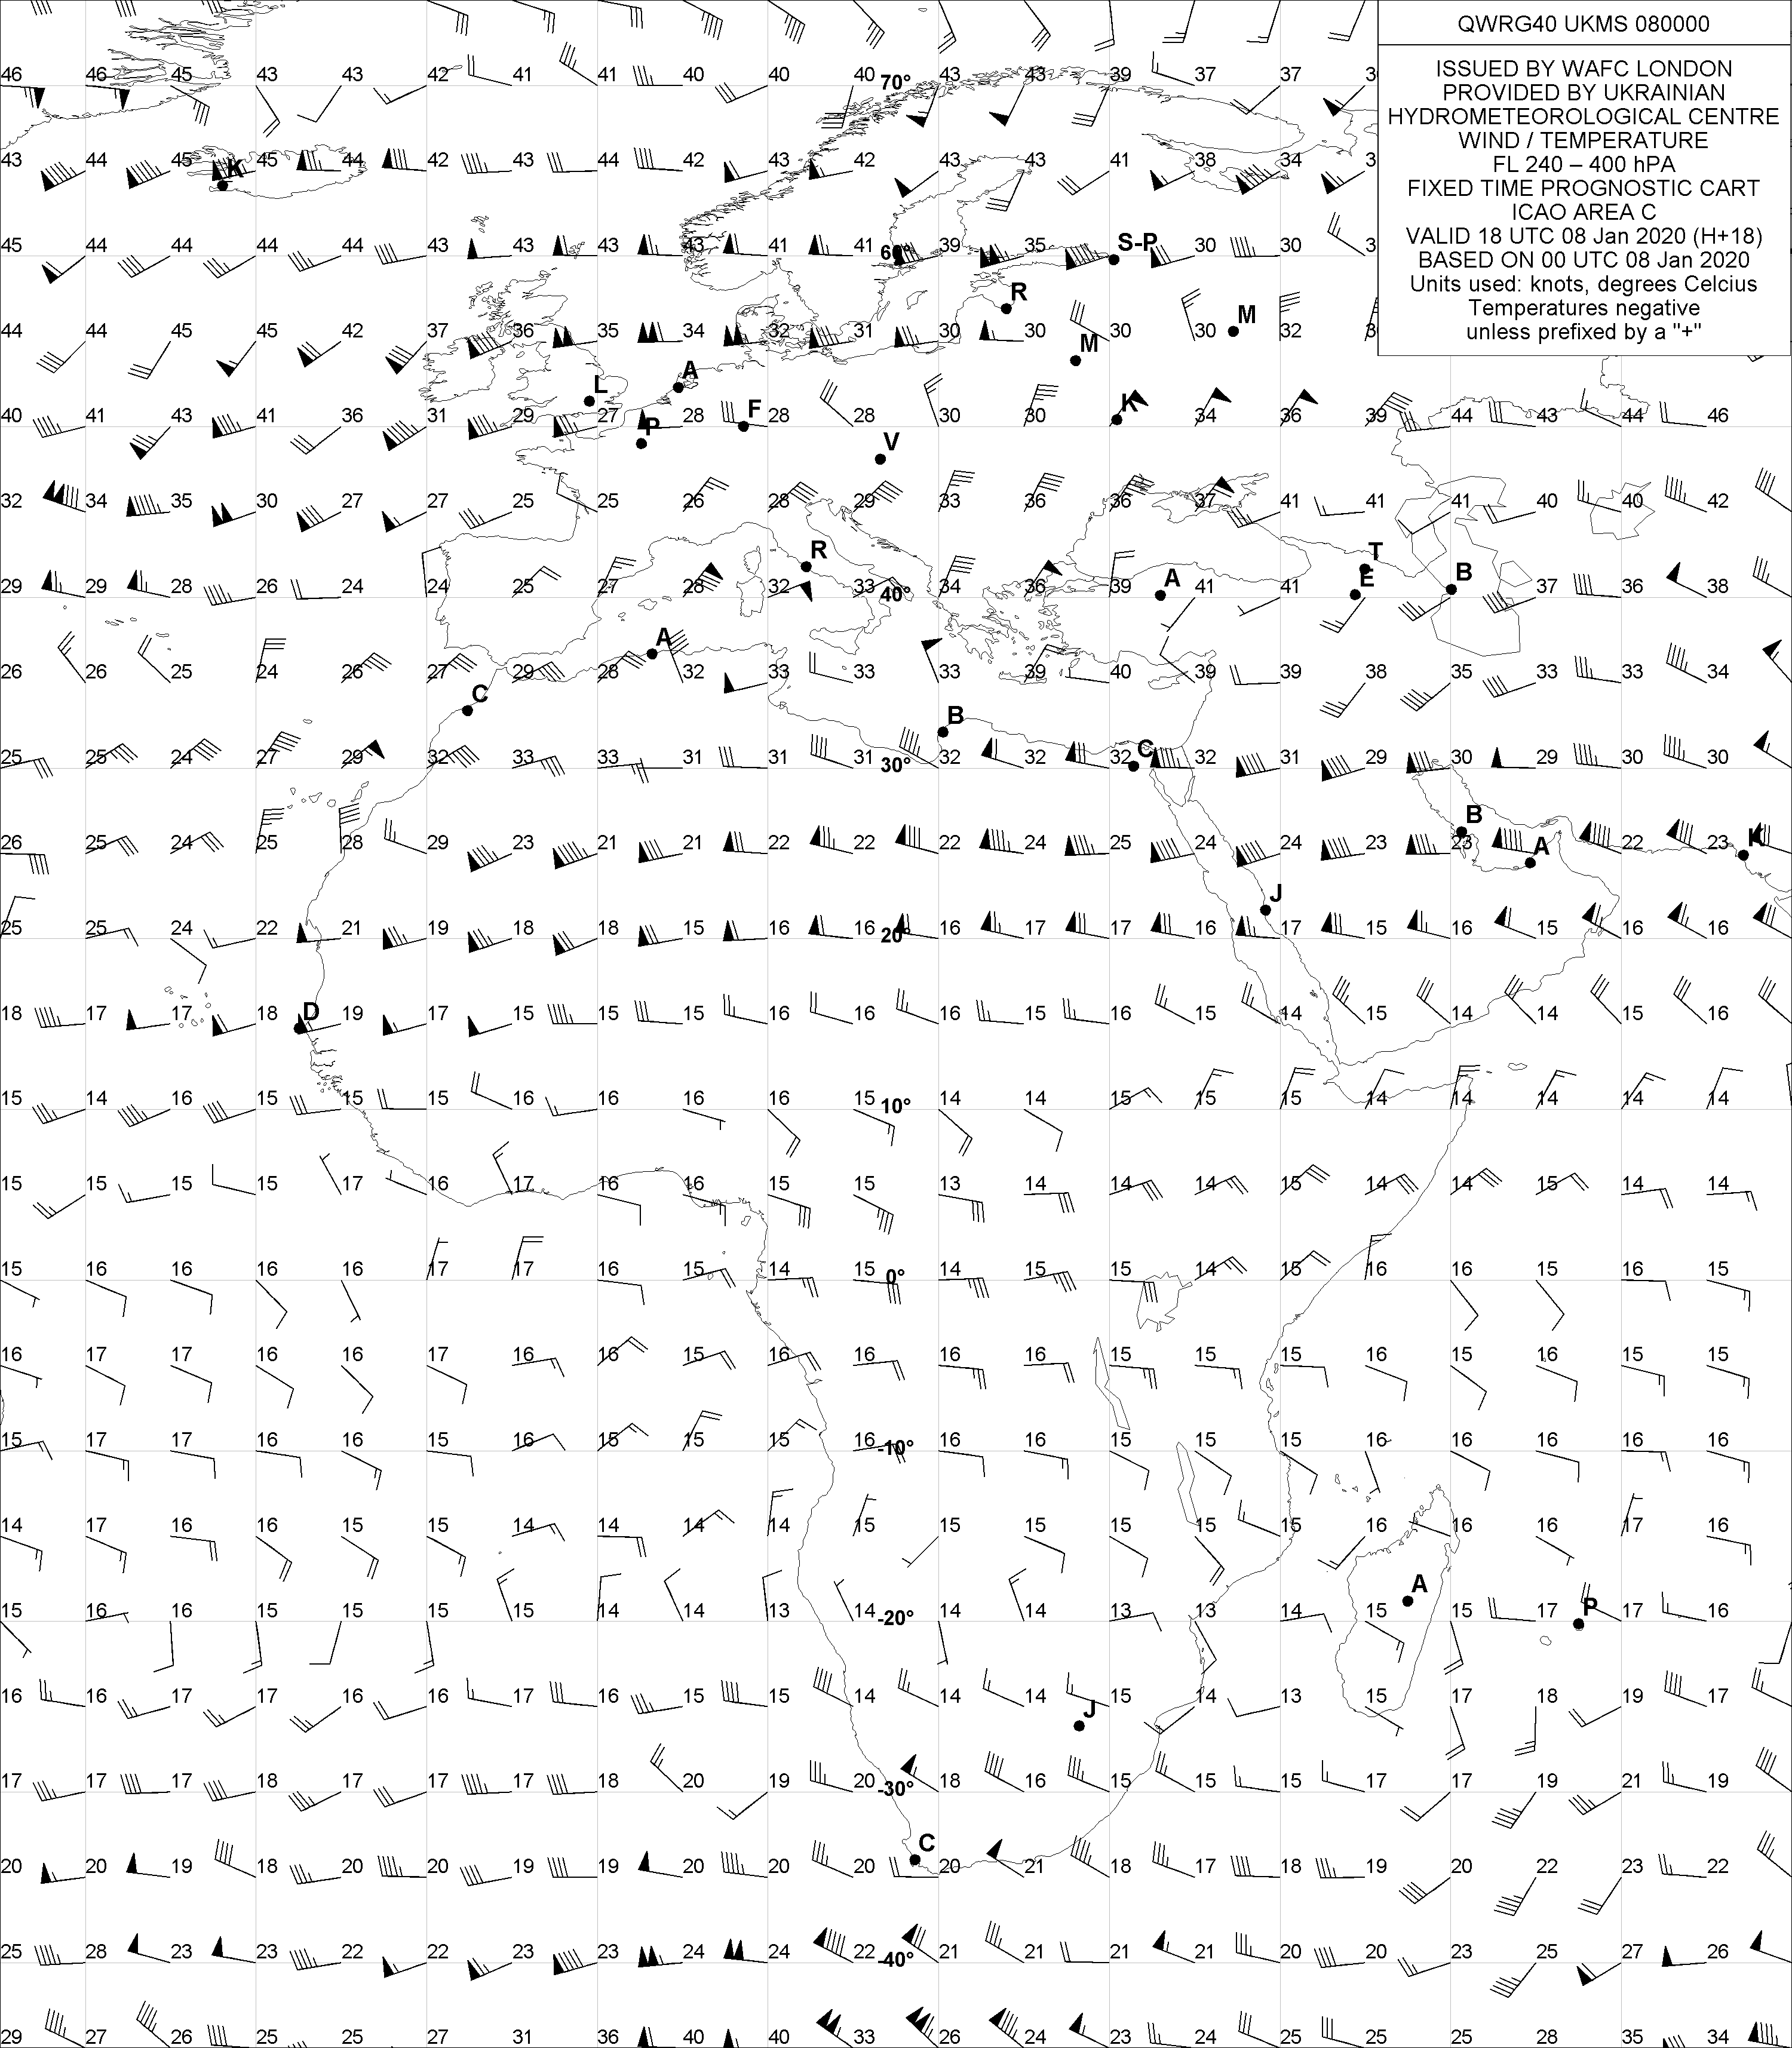 QWRG40 UKMS 080000
ISSUED BY WAFC LONDON
PROVIDED BY UKRAINIAN
HYDROMETEOROLOGICAL CENTRE
WIND / TEMPERATURE
FL 240 – 400 hPA
FIXED TIME PROGNOSTIC CART
ICAO AREA C
VALID 18 UTC 08 Jan 2020 (H+18)
BASED ON 00 UTC 08 Jan 2020
Units used: knots, degrees Celcius
Temperatures negative
unless prefixed by a "+"
46 46 45 43 43 42 41 41 40 40 40 70° 43 43 39 37 37
43 44 45 K 45 44 42 43 44 42 43 42 43 43 41 38 34
45 44 44 44 44 43 43 43 43 41 41 60° 39 35 S-P 30 30
R
44 44 45 45 42 37 36 35 34 32 31 30 30 M 30 30 M 32
L A
40 41 43 41 36 31 29 27 P 28 F 28 28 30 30 K 34 36 39 44 43 44 46
V
32 34 35 30 27 27 25 25 26 28 29 33 36 36 37 41 41 41 40 40 42
R T
29 29 28 26 24 24 25 27 28 32 33 40° 34 36 39 A 41 41 E B 37 36 38
A
26 26 25 24 26 27 29 28 32 33 33 33 39 40 39 39 38 35 33 33 34
C B
25 25 24 27 29 32 33 33 31 31 31 30° 32 32 32 C 32 31 29 30 29 30 30
B
26 25 24 25 28 29 23 21 21 22 22 22 24 25 24 24 23 23 A 22 23 K
J
25 25 24 22 21 19 18 18 15 16 16 20° 16 17 17 16 17 15 16 15 16 16
18 17 17 18 D 19 17 15 15 15 16 16 16 15 16 15 14 15 16 14 15 16
15 14 16 15 15 15 16 16 16 16 15 10° 14 14 15 15 15 14 14 14 14 14
15 15 15 15 17 16 17 16 16 15 15 13 14 14 14 15 14 14 15 14 14
15 16 16 16 16 17 17 16 15 14 15 0° 14 15 15 14 15 16 16 15 16 15
16 17 17 16 16 17 16 16 15 16 16 16 16 15 15 15 16 15 16 15 15
15 17 17 16 16 15 16 15 15 15 16 -10° 16 16 15 15 15 16 16 16 16 16
14 17 16 16 15 15 14 14 14 14 15 15 15 15 15 15 16 16 16 17 16
A P
15 16 16 15 15 15 15 14 14 13 14 -20° 14 14 13 13 14 15 15 17 17 16
16 16 17 17 16 16 17 16 15 15 14 14 14 15 14 13 15 17 18 19 17
J
17 17 17 18 17 17 17 18 20 19 20 -30° 18 16 15 15 15 17 17 19 21 19
C
20 20 19 18 20 20 19 19 20 20 20 20 21 18 17 18 19 20 22 23 22
25 28 23 23 22 22 23 23 24 24 22 -40° 21 21 21 21 20 20 23 25 27 26
29 27 26 25 25 27 31 36 40 40 33 26 24 23 24 25 25 25 28 35 34